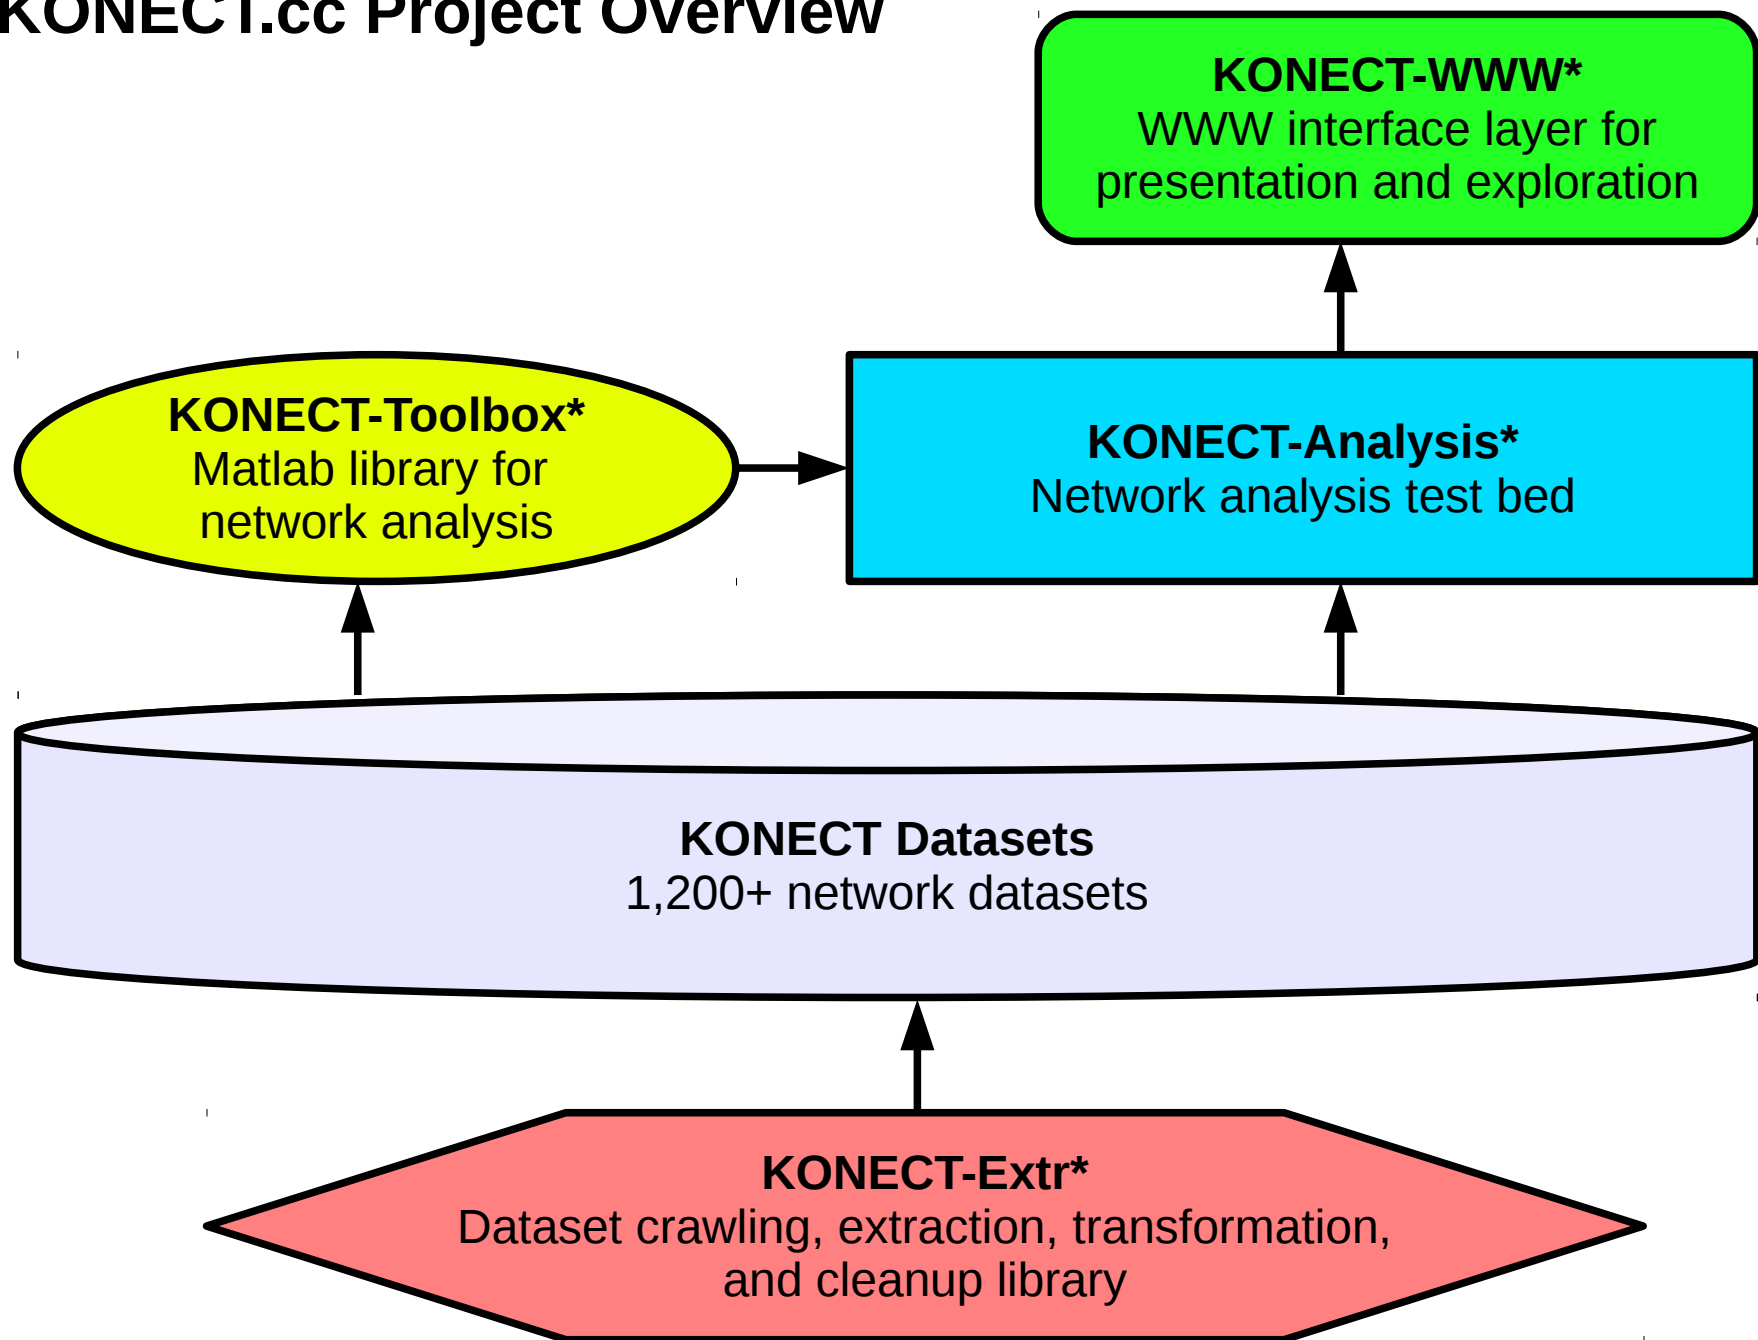 KONECT.cc Project Overview
KONECT-WWW*
WWW interface layer for
presentation and exploration
KONECT-Toolbox*
Matlab library for
network analysis
KONECT-Analysis*
Network analysis test bed
KONECT Datasets
1,200+ network datasets
KONECT-Extr*
Dataset crawling, extraction, transformation,
and cleanup library